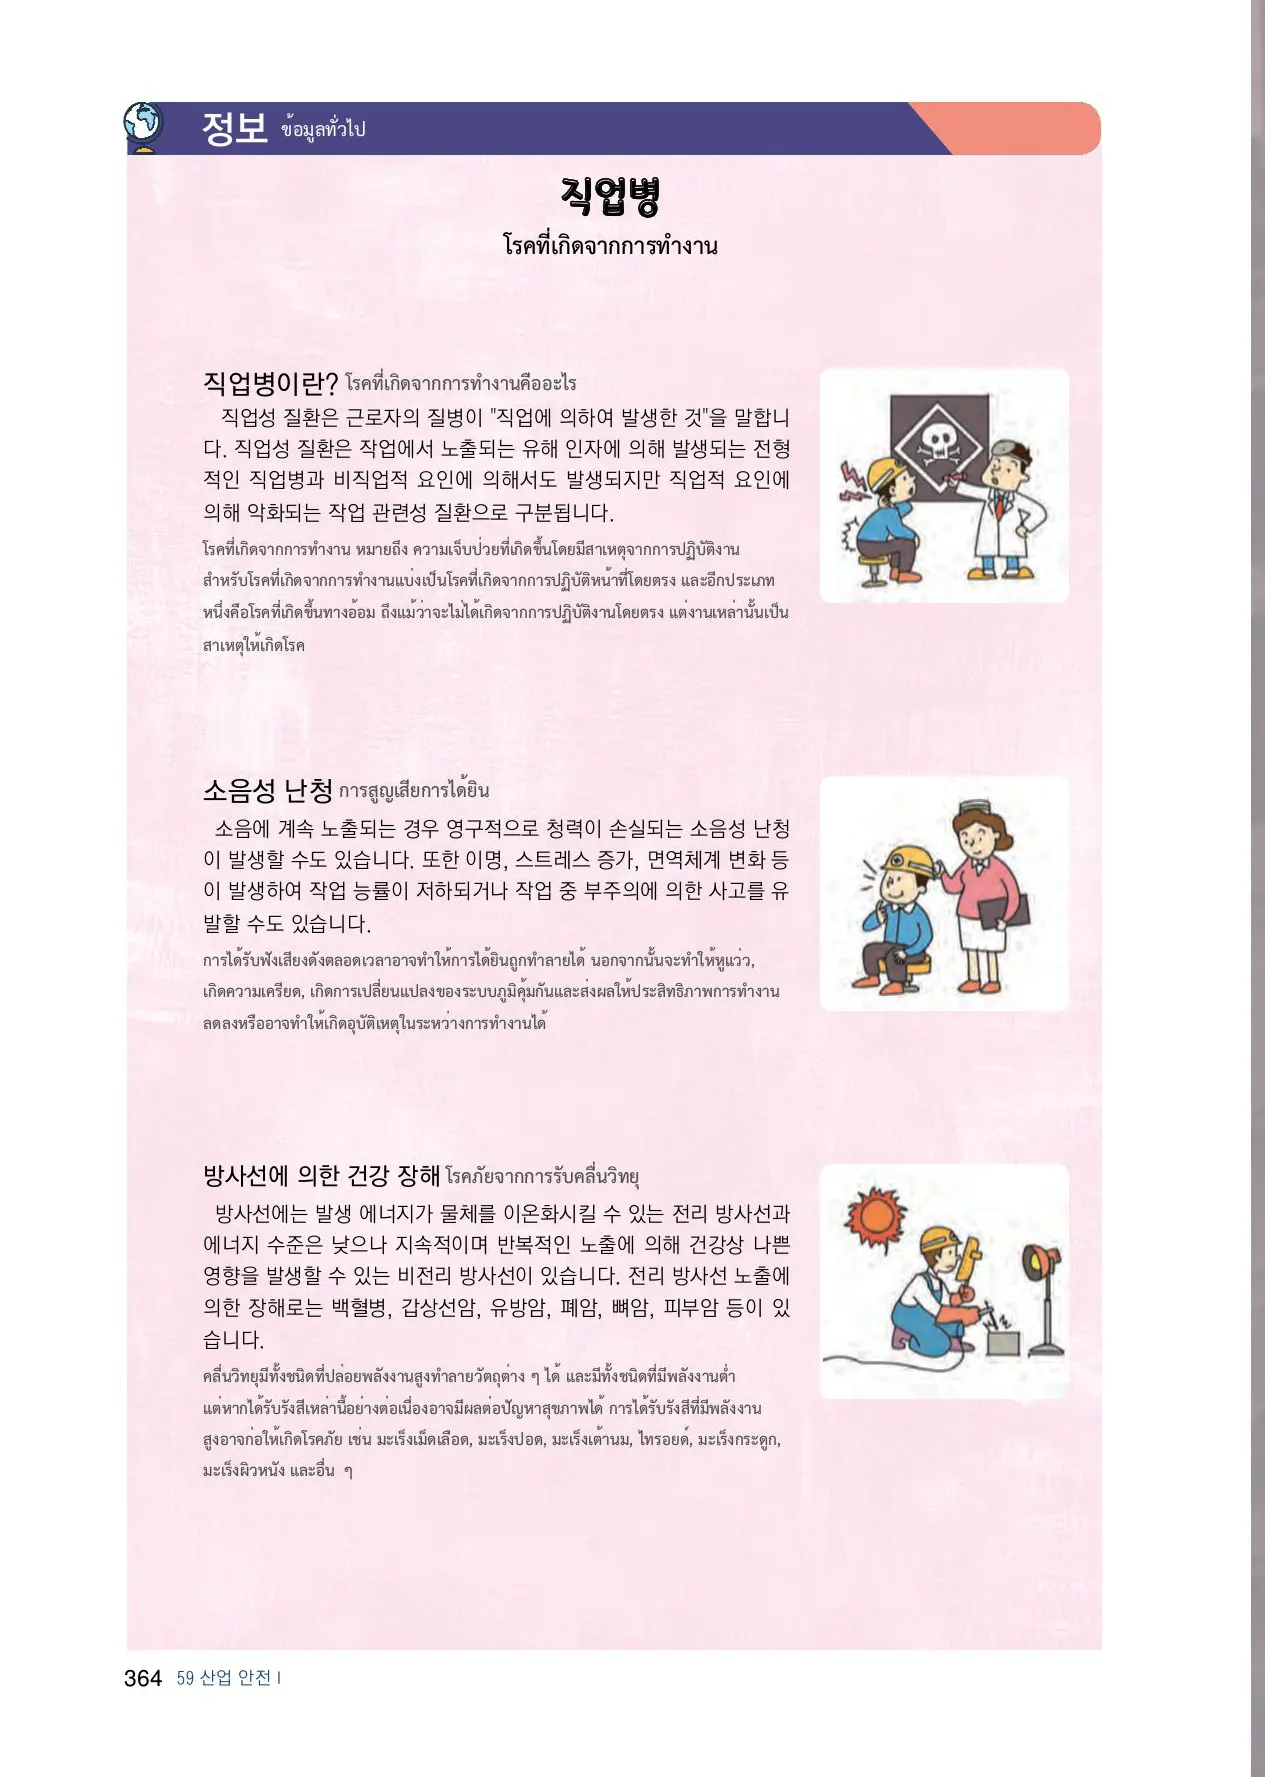 정보 ข้อมูลทั่วไป
직업병
โรคที่เกิดจากการทำงาน
직업병이란? โรคที่เกิดจากการทำงานคืออะไร
직업성 질환은 근로자의 질병이 "직업에 의하여 발생한 것"을 말합니
다. 직업성 질환은 작업에서 노출되는 유해 인자에 의해 발생되는 전형
적인 직업병과 비직업적 요인에 의해서도 발생되지만 직업적 요인에
의해 악화되는 작업 관련성 질환으로 구분됩니다.
โรคที่เกิดจากการทำงาน หมายถึง ความเจ็บป่วยที่เกิดขึ้นโดยมีสาเหตุจากการปฏิบัติงาน
สำหรับโรคที่เกิดจากการทำงานแบ่งเป็นโรคที่เกิดจากการปฏิบัติหน้าที่โดยตรง และอีกประเภท
หนึ่งคือโรคที่เกิดขึ้นทางอ้อม ถึงแม้ว่าจะไม่ได้เกิดจากการปฏิบัติงานโดยตรง แต่งานเหล่านั้นเป็น
สาเหตุให้เกิดโรค
소음성 난청 การสูญเสียการได้ยิน
소음에 계속 노출되는 경우 영구적으로 청력이 손실되는 소음성 난청
이 발생할 수도 있습니다. 또한 이명, 스트레스 증가, 면역체계 변화 등
이 발생하여 작업 능률이 저하되거나 작업 중 부주의에 의한 사고를 유
발할 수도 있습니다.
การได้รับฟังเสียงดังตลอดเวลาอาจทำให้การได้ยินถูกทำลายได้ นอกจากนั้นจะทำให้หูแว่ว,
เกิดความเครียด, เกิดการเปลี่ยนแปลงของระบบภูมิคุ้มกันและส่งผลให้ประสิทธิภาพการทำงาน
ลดลงหรืออาจทำให้เกิดอุบัติเหตุในระหว่างการทำงานได้
방사선에 의한 건강 장해 โรคภัยจากการรับคลื่นวิทยุ
방사선에는 발생 에너지가 물체를 이온화시킬 수 있는 전리 방사선과
에너지 수준은 낮으나 지속적이며 반복적인 노출에 의해 건강상 나쁜
영향을 발생할 수 있는 비전리 방사선이 있습니다. 전리 방사선 노출에
의한 장해로는 백혈병, 갑상선암, 유방암, 폐암, 뼈암, 피부암 등이 있
습니다.
คลื่นวิทยุมีทั้งชนิดที่ปล่อยพลังงานสูงทำลายวัตถุต่าง ๆ ได้ และมีทั้งชนิดที่มีพลังงานต่ำ
แต่หากได้รับรังสีเหล่านี้อย่างต่อเนื่องอาจมีผลต่อปัญหาสุขภาพได้ การได้รับรังสีที่มีพลังงาน
สูงอาจก่อให้เกิดโรคภัย เช่น มะเร็งเม็ดเลือด, มะเร็งปอด, มะเร็งเต้านม, ไทรอยด์, มะเร็งกระดูก,
มะเร็งผิวหนัง และอื่น ๆ
364 59 산업 안전 I